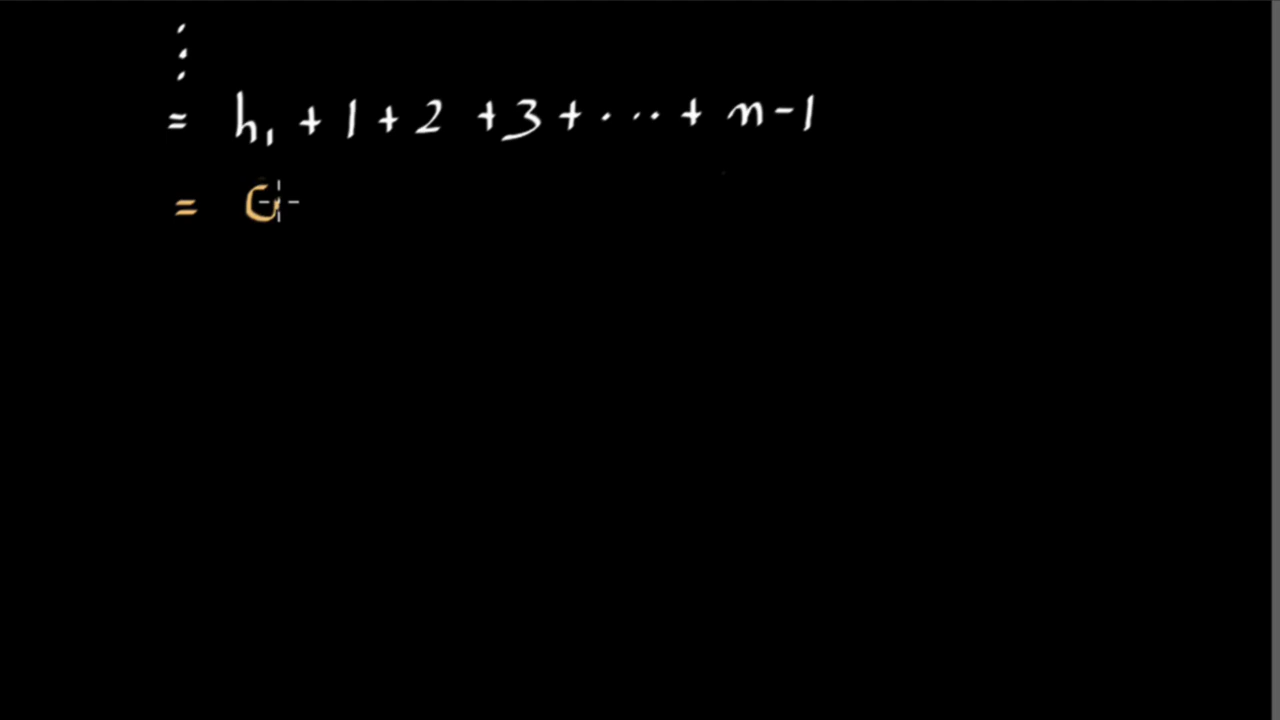 ⋮
= h₁ + 1 + 2 + 3 + ... + n - 1
=